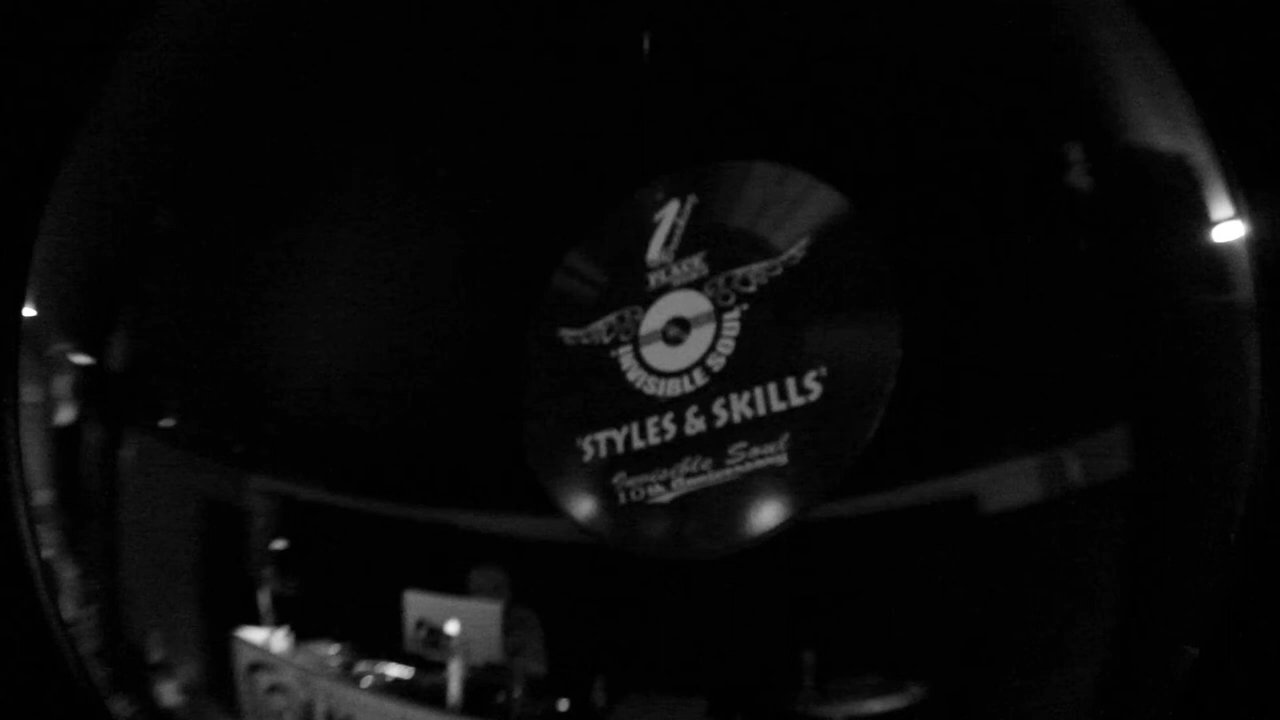 BLACK
'INVISIBLE SOUL'
'STYLES & SKILLS'
Invisible Soul
10th Anniversary